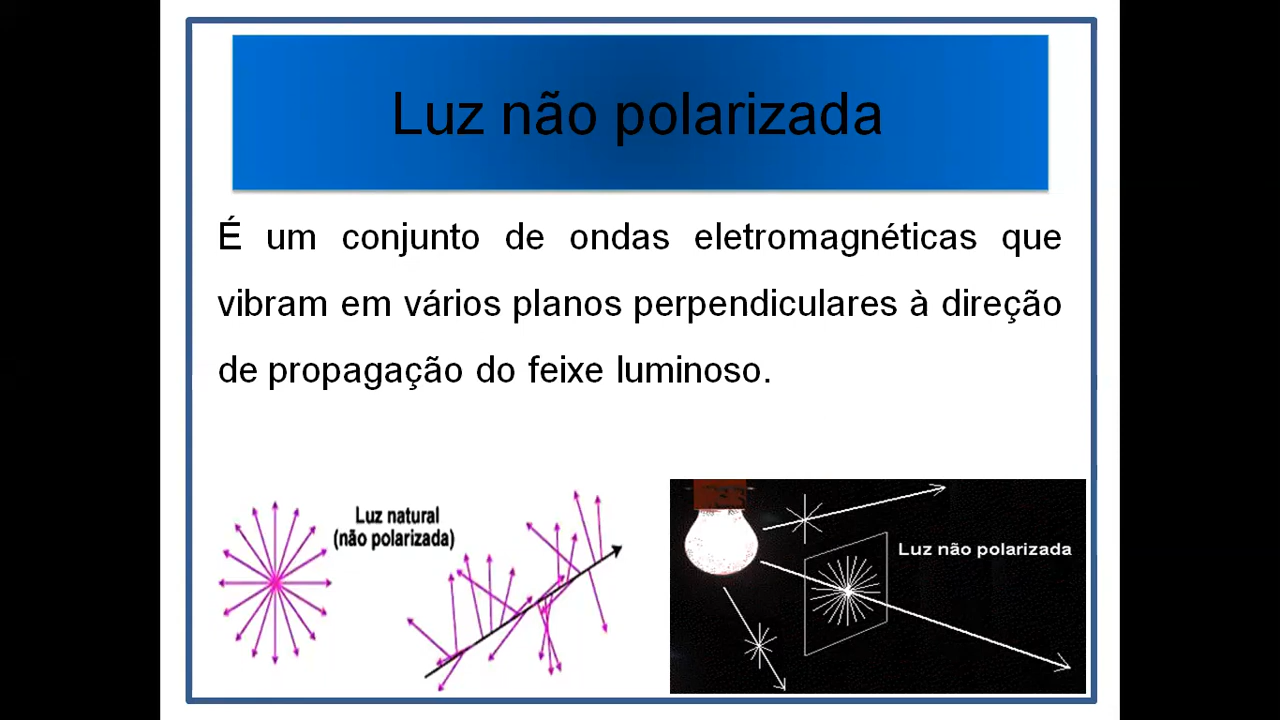 Luz não polarizada
É um conjunto de ondas eletromagnéticas que
vibram em vários planos perpendiculares à direção
de propagação do feixe luminoso.
Luz natural
(não polarizada)
Luz não polarizada